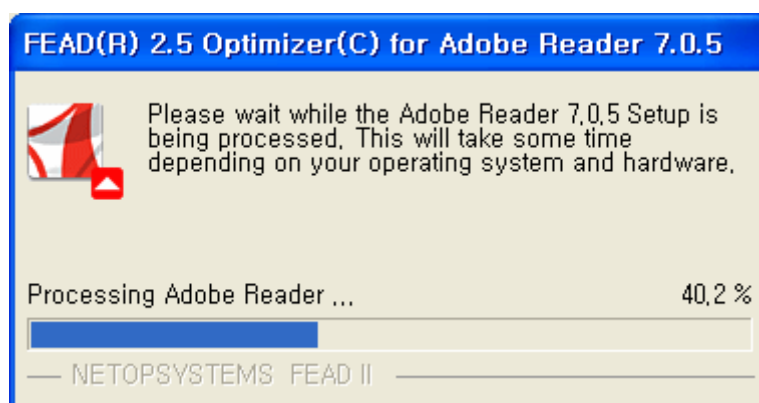 FEAD(R) 2.5 Optimizer(C) for Adobe Reader 7.0.5
Please wait while the Adobe Reader 7,0,5 Setup is
being processed, This will take some time
depending on your operating system and hardware,
Processing Adobe Reader ,,, 40,2 %
NETOPSYSTEMS FEAD II